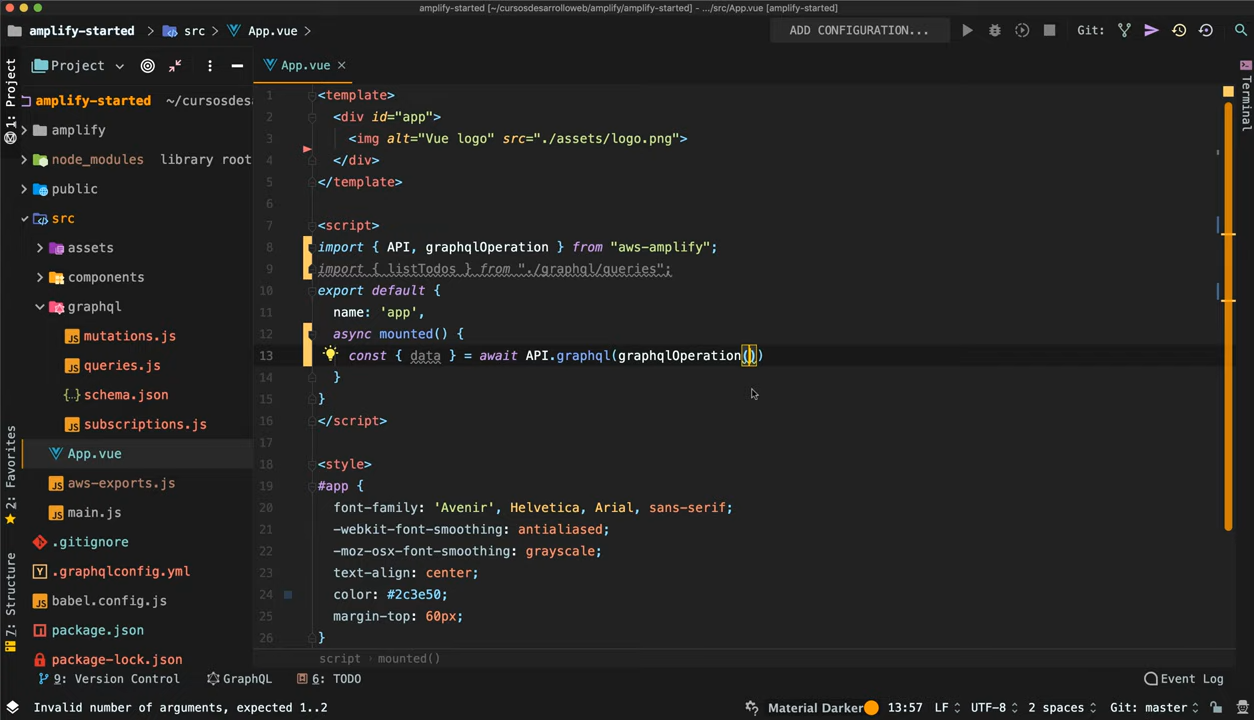 amplify-started [~/cursosdesarrolloweb/amplify/amplify-started] - .../src/App.vue [amplify-started]
amplify-started > src > App.vue >
ADD CONFIGURATION...
Git:
Project
App.vue
1: Project
2: Favorites
7: Structure
amplify-started ~/cursosdesa
amplify
node_modules library root
public
src
assets
components
graphql
mutations.js
queries.js
schema.json
subscriptions.js
App.vue
aws-exports.js
main.js
.gitignore
.graphqlconfig.yml
babel.config.js
package.json
package-lock.json
1 <template>
2 <div id="app">
3 <img alt="Vue logo" src="./assets/logo.png">
4 </div>
5 </template>
6
7 <script>
8 import { API, graphqlOperation } from "aws-amplify";
9 import { listTodos } from "./graphql/queries";
10 export default {
11 name: 'app',
12 async mounted() {
13 const { data } = await API.graphql(graphqlOperation())
14 }
15 }
16 </script>
17
18 <style>
19 #app {
20 font-family: 'Avenir', Helvetica, Arial, sans-serif;
21 -webkit-font-smoothing: antialiased;
22 -moz-osx-font-smoothing: grayscale;
23 text-align: center;
24 color: #2c3e50;
25 margin-top: 60px;
26 }
script › mounted()
Terminal
9: Version Control
GraphQL
6: TODO
Event Log
Invalid number of arguments, expected 1..2
Material Darker
13:57
LF
UTF-8
2 spaces
Git: master